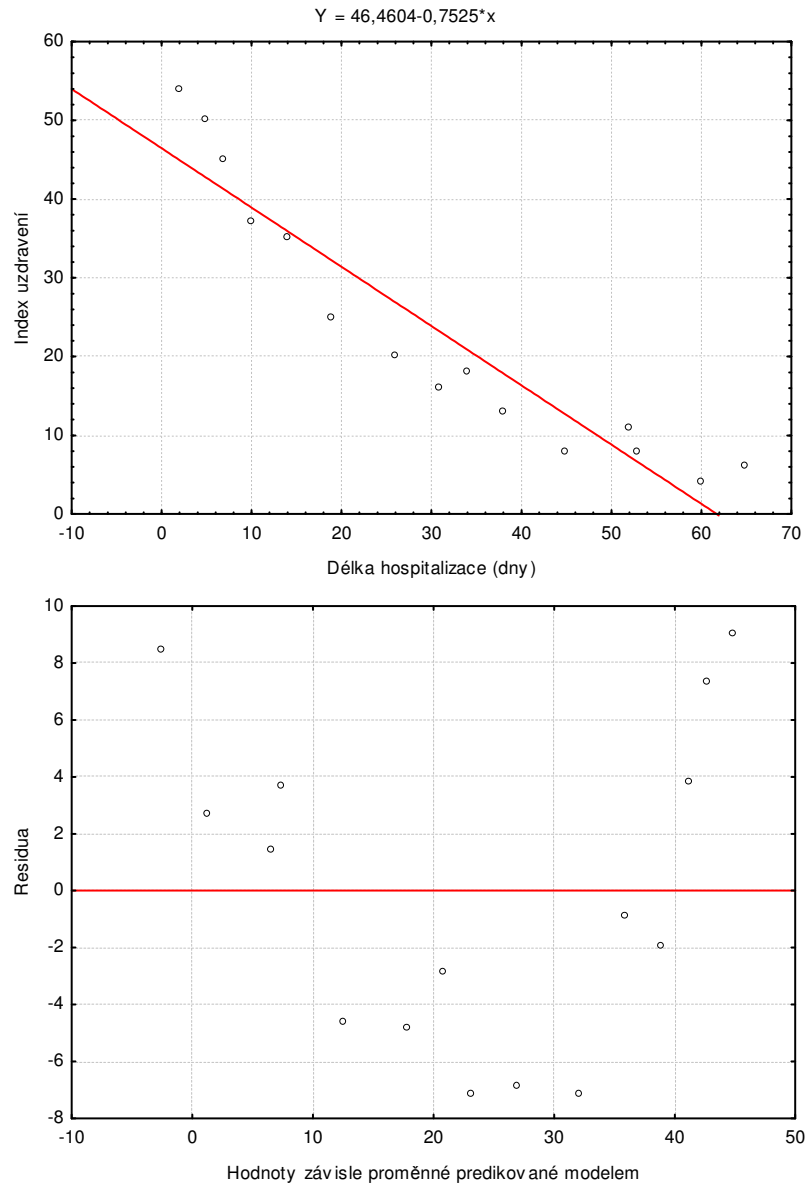 Y = 46,4604-0,7525*x
60
50
40
30
20
10
0
-10 0 10 20 30 40 50 60 70
Index uzdravení
Délka hospitalizace (dny)
10
8
6
4
2
0
-2
-4
-6
-8
-10 0 10 20 30 40 50
Residua
Hodnoty závisle proměnné predikované modelem